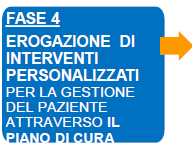 FASE 4
EROGAZIONE DI
INTERVENTI
PERSONALIZZATI
PER LA GESTIONE
DEL PAZIENTE
ATTRAVERSO IL
PIANO DI CURA